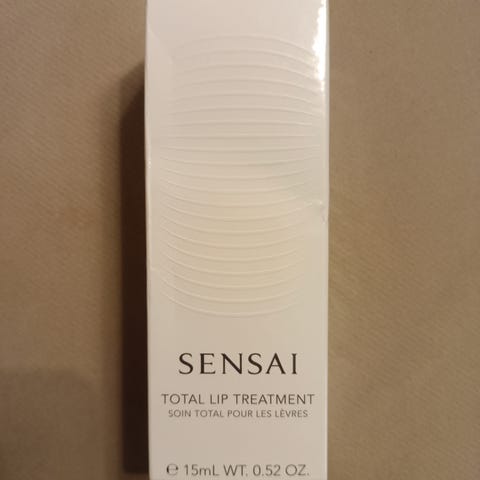 SENSAI
TOTAL LIP TREATMENT
SOIN TOTAL POUR LES LÈVRES
℮ 15mL WT. 0.52 OZ.